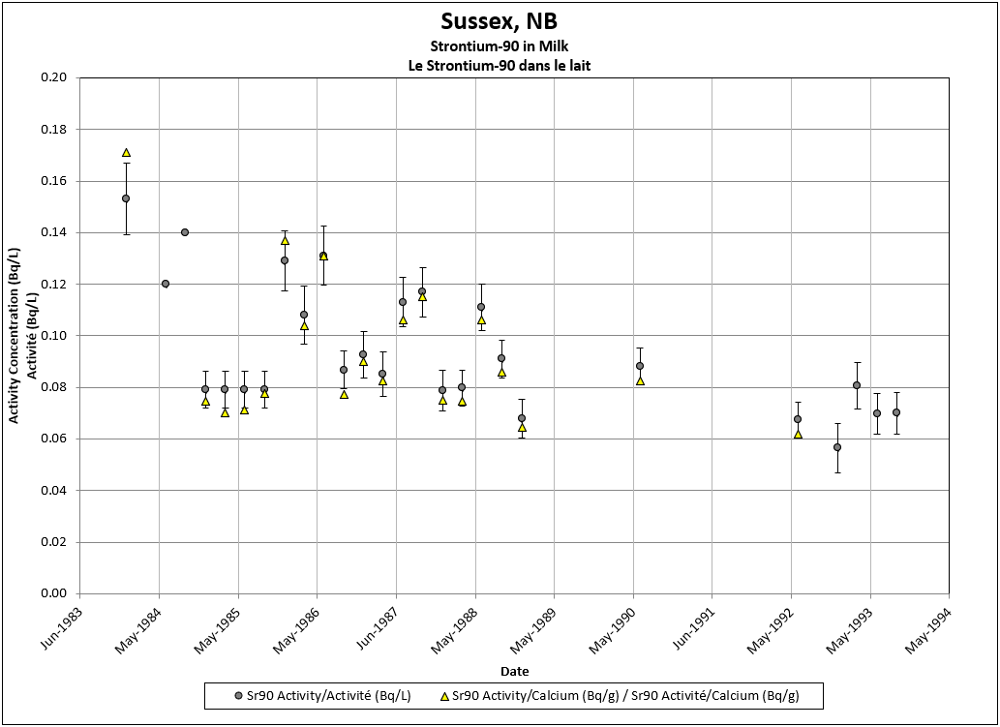 Sussex, NB
Strontium-90 in Milk
Le Strontium-90 dans le lait
Activity Concentration (Bq/L)
Activité (Bq/L)
0.20
0.18
0.16
0.14
0.12
0.10
0.08
0.06
0.04
0.02
0.00
Jun-1983
May-1984
May-1985
May-1986
Jun-1987
May-1988
May-1989
May-1990
Jun-1991
May-1992
May-1993
May-1994
Date
Sr90 Activity/Activité (Bq/L)
Sr90 Activity/Calcium (Bq/g) / Sr90 Activité/Calcium (Bq/g)